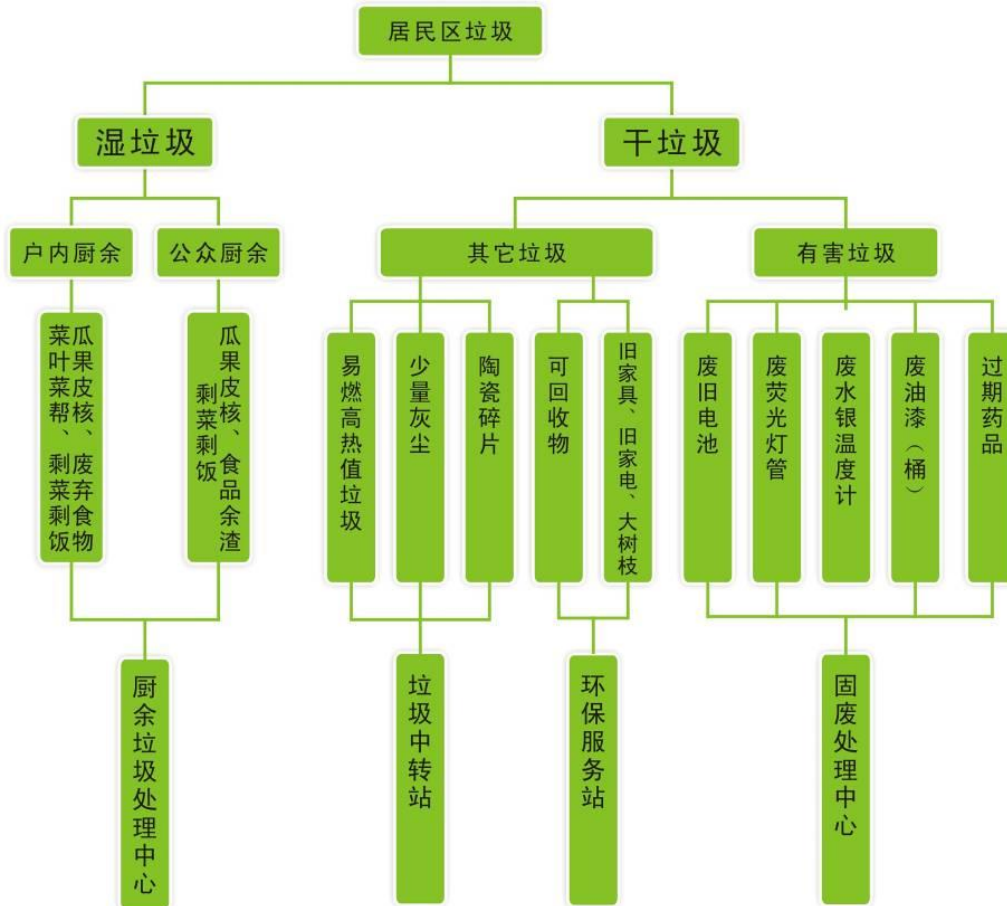 居民区垃圾
湿垃圾
干垃圾
户内厨余
公众厨余
其它垃圾
有害垃圾
瓜果皮核、废弃食物
菜叶菜帮、剩菜剩饭
瓜果皮核、食品余渣
剩菜剩饭
易燃高热值垃圾
少量灰尘
陶瓷碎片
可回收物
旧家具、旧家电、大树枝
废旧电池
废荧光灯管
废水银温度计
废油漆（桶）
过期药品
厨余垃圾处理中心
垃圾中转站
环保服务站
固废处理中心